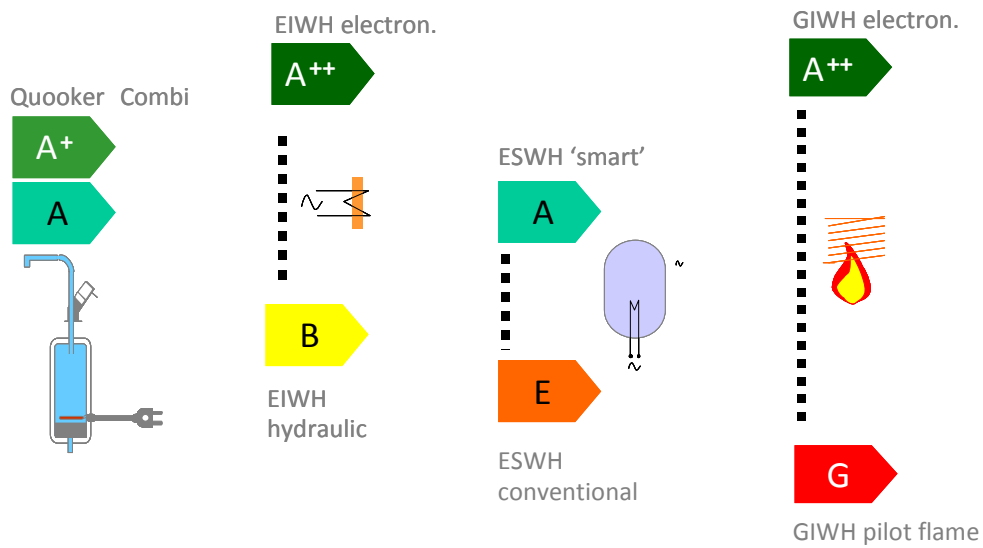 Quooker Combi
A+
A
EIWH electron.
A++
B
EIWH
hydraulic
ESWH ‘smart’
A
E
ESWH
conventional
GIWH electron.
A++
G
GIWH pilot flame